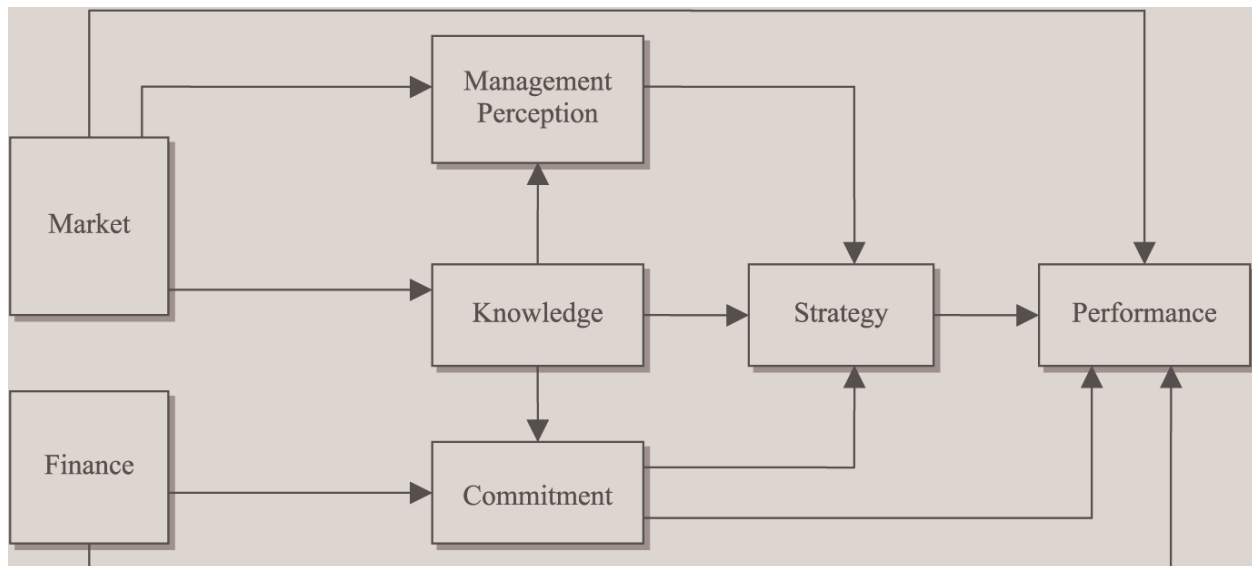 Management
Perception
Market
Knowledge
Strategy
Performance
Finance
Commitment